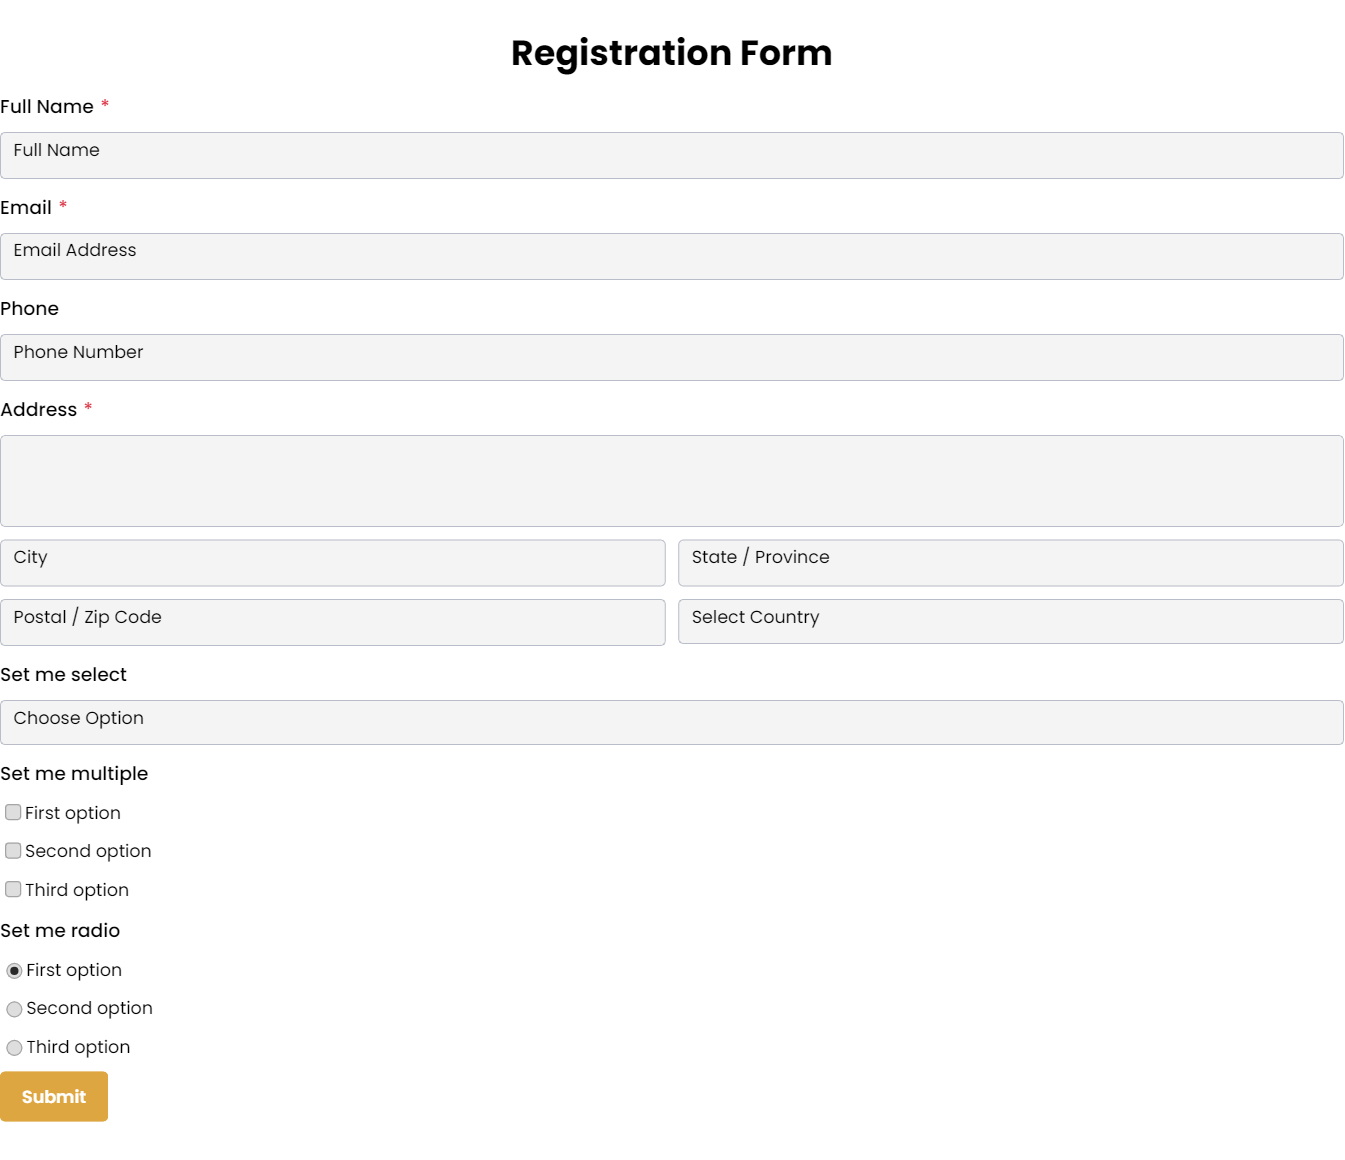 Registration Form
Full Name *
Full Name
Email *
Email Address
Phone
Phone Number
Address *
City
State / Province
Postal / Zip Code
Select Country
Set me select
Choose Option
Set me multiple
First option
Second option
Third option
Set me radio
First option
Second option
Third option
Submit